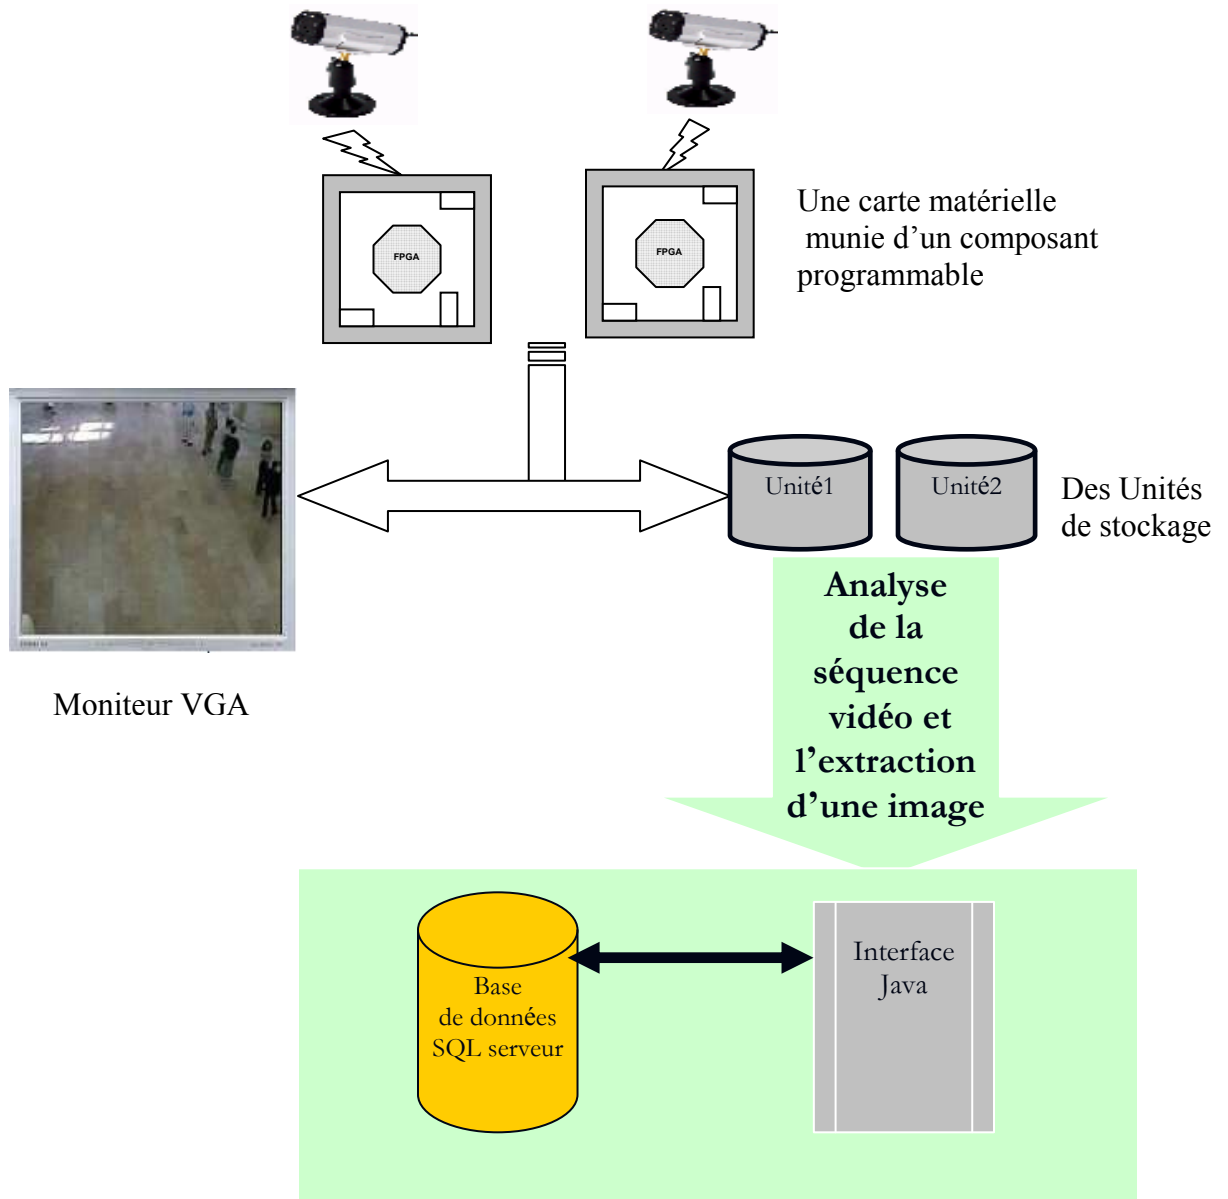 FPGA
FPGA
Une carte matérielle
munie d’un composant
programmable
Unité1
Unité2
Des Unités
de stockage
Moniteur VGA
Analyse
de la
séquence
vidéo et
l’extraction
d’une image
Base
de données
SQL serveur
Interface
Java